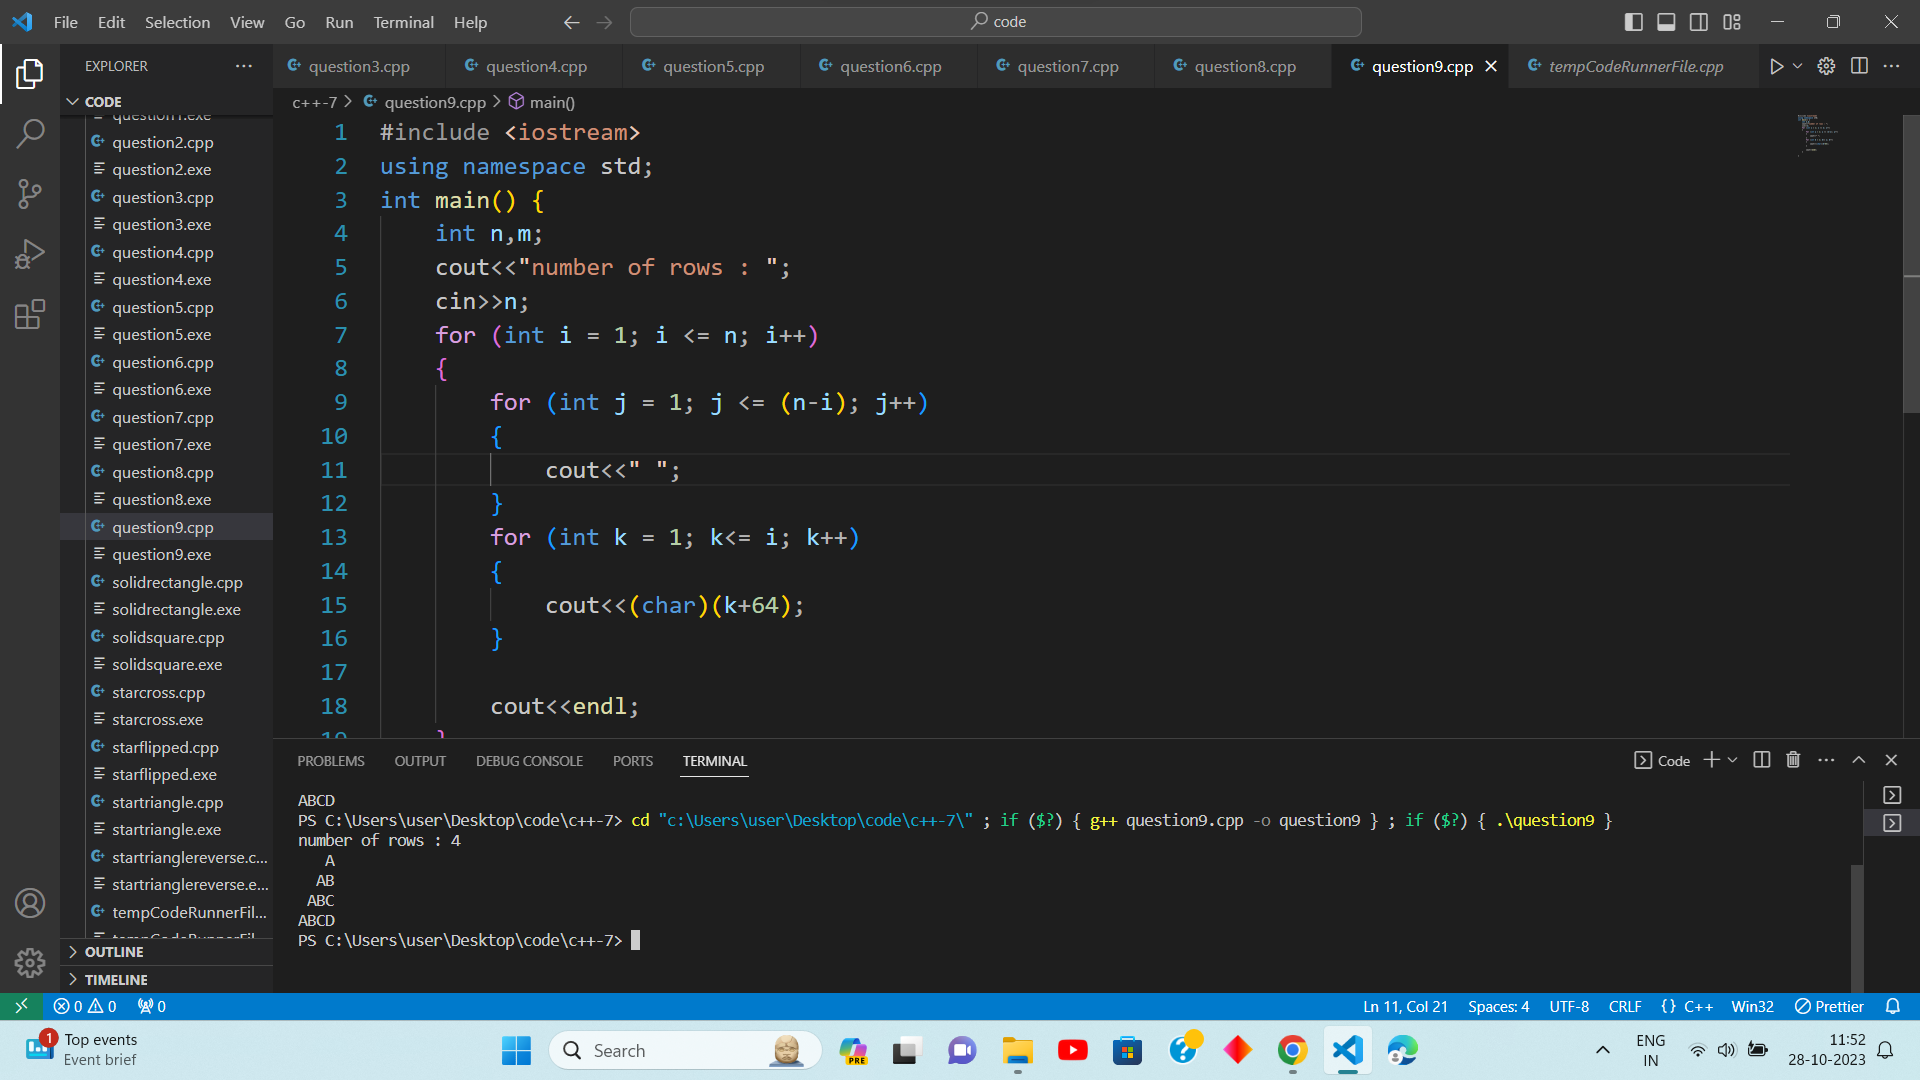 File Edit Selection View Go Run Terminal Help
code
EXPLORER
question3.cpp question4.cpp question5.cpp question6.cpp question7.cpp question8.cpp question9.cpp tempCodeRunnerFile.cpp
CODE
c++-7 > question9.cpp > main()
question1.exe
question2.cpp
question2.exe
question3.cpp
question3.exe
question4.cpp
question4.exe
question5.cpp
question5.exe
question6.cpp
question6.exe
question7.cpp
question7.exe
question8.cpp
question8.exe
question9.cpp
question9.exe
solidrectangle.cpp
solidrectangle.exe
solidsquare.cpp
solidsquare.exe
starcross.cpp
starcross.exe
starflipped.cpp
starflipped.exe
startriangle.cpp
startriangle.exe
startrianglereverse.c...
startrianglereverse.e...
tempCodeRunnerFil...
tempCodeRunnerFil...
OUTLINE
TIMELINE
1 #include <iostream>
2 using namespace std;
3 int main() {
4 int n,m;
5 cout<<"number of rows : ";
6 cin>>n;
7 for (int i = 1; i <= n; i++)
8 {
9 for (int j = 1; j <= (n-i); j++)
10 {
11 cout<<" ";
12 }
13 for (int k = 1; k<= i; k++)
14 {
15 cout<<(char)(k+64);
16 }
17
18 cout<<endl;
19 }
PROBLEMS OUTPUT DEBUG CONSOLE PORTS TERMINAL
Code
ABCD
PS C:\Users\user\Desktop\code\c++-7> cd "c:\Users\user\Desktop\code\c++-7\" ; if ($?) { g++ question9.cpp -o question9 } ; if ($?) { .\question9 }
number of rows : 4
   A
  AB
 ABC
ABCD
PS C:\Users\user\Desktop\code\c++-7>
0 0 0
Ln 11, Col 21 Spaces: 4 UTF-8 CRLF {} C++ Win32 Prettier
1
Top events
Event brief
Search
PRE
ENG
IN
11:52
28-10-2023